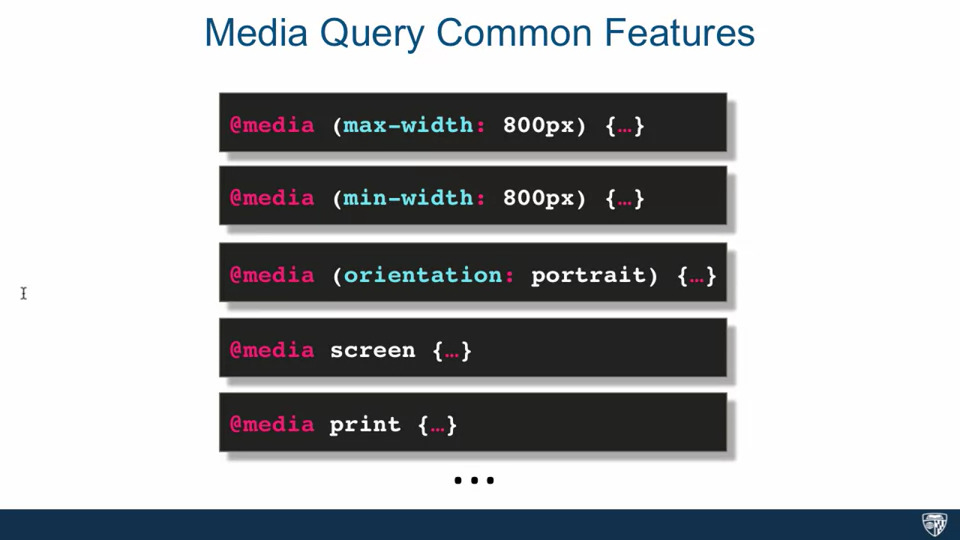 Media Query Common Features
@media (max-width: 800px) {…}
@media (min-width: 800px) {…}
@media (orientation: portrait) {…}
@media screen {…}
@media print {…}
...